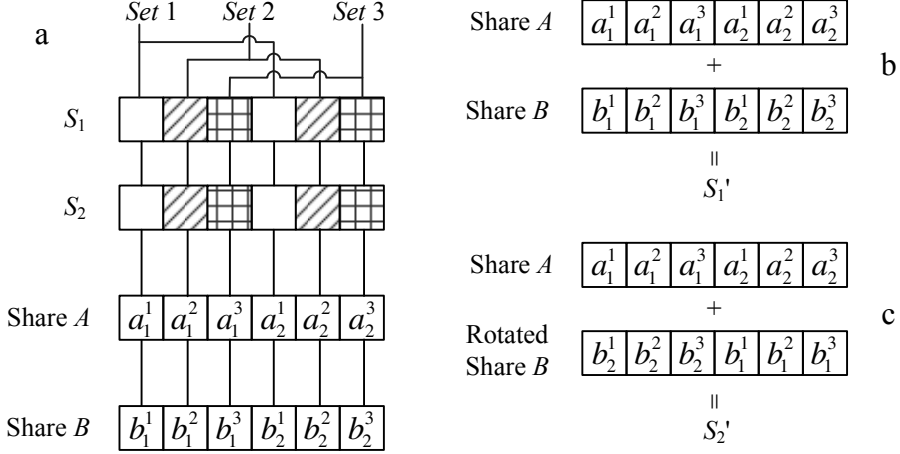 a
Set 1 Set 2 Set 3
S₁
S₂
Share A a₁¹ a₁² a₁³ a₂¹ a₂² a₂³
Share B b₁¹ b₁² b₁³ b₂¹ b₂² b₂³
b
Share A a₁¹ a₁² a₁³ a₂¹ a₂² a₂³
+
Share B b₁¹ b₁² b₁³ b₂¹ b₂² b₂³
=
S₁'
c
Share A a₁¹ a₁² a₁³ a₂¹ a₂² a₂³
+
Rotated
Share B b₂¹ b₂² b₂³ b₁¹ b₁² b₁³
=
S₂'